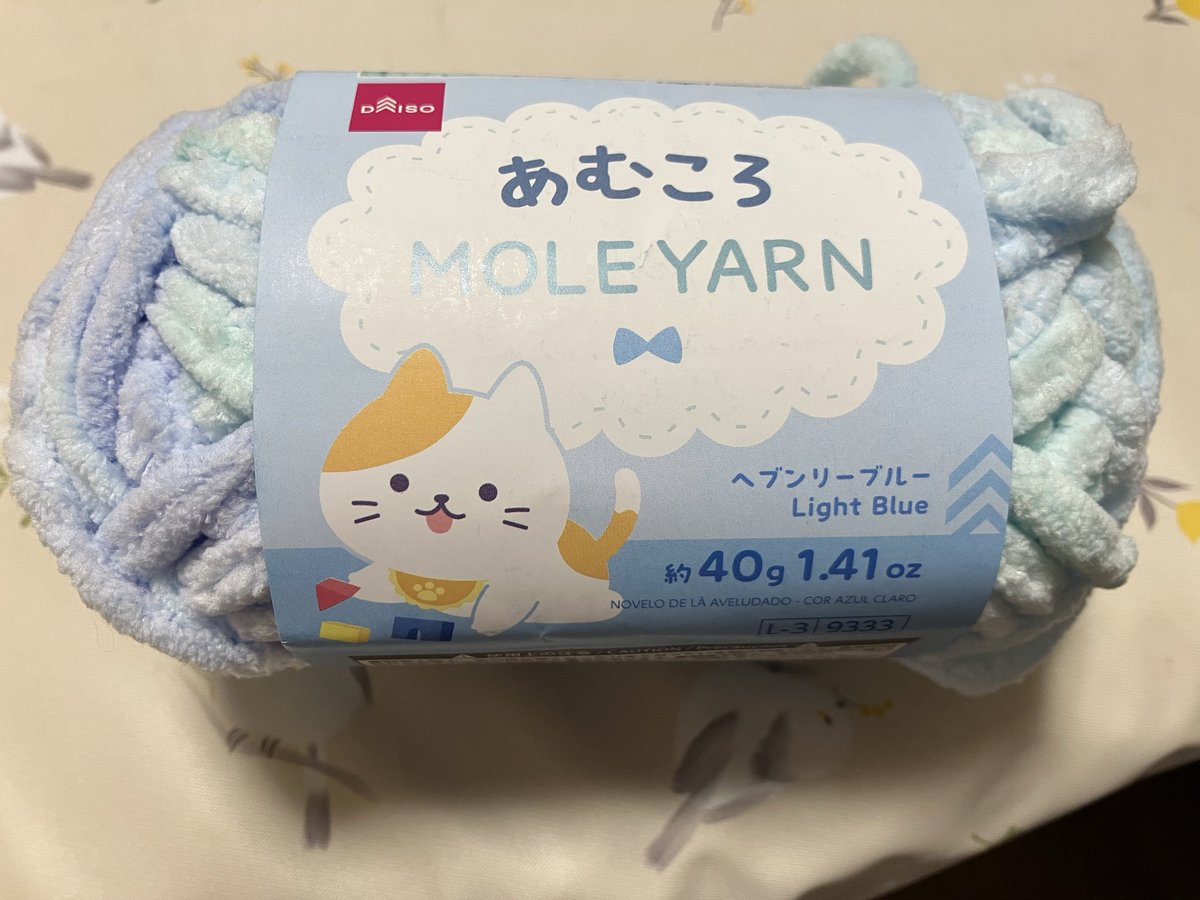 DAISO
あむころ
MOLE YARN
ヘブンリーブルー
Light Blue
約40g 1.41oz
NOVELO DE LÃ AVELUDADO - COR AZUL CLARO
L-3 9333
/ CAUTION /